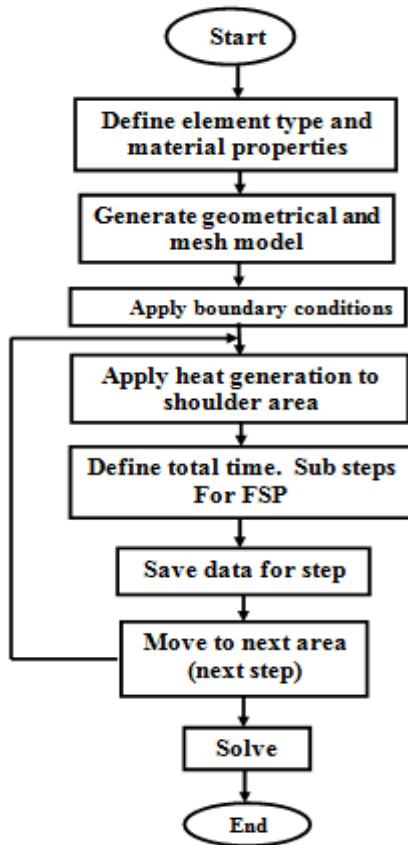 Start
Define element type and
material properties
Generate geometrical and
mesh model
Apply boundary conditions
Apply heat generation to
shoulder area
Define total time. Sub steps
For FSP
Save data for step
Move to next area
(next step)
Solve
End